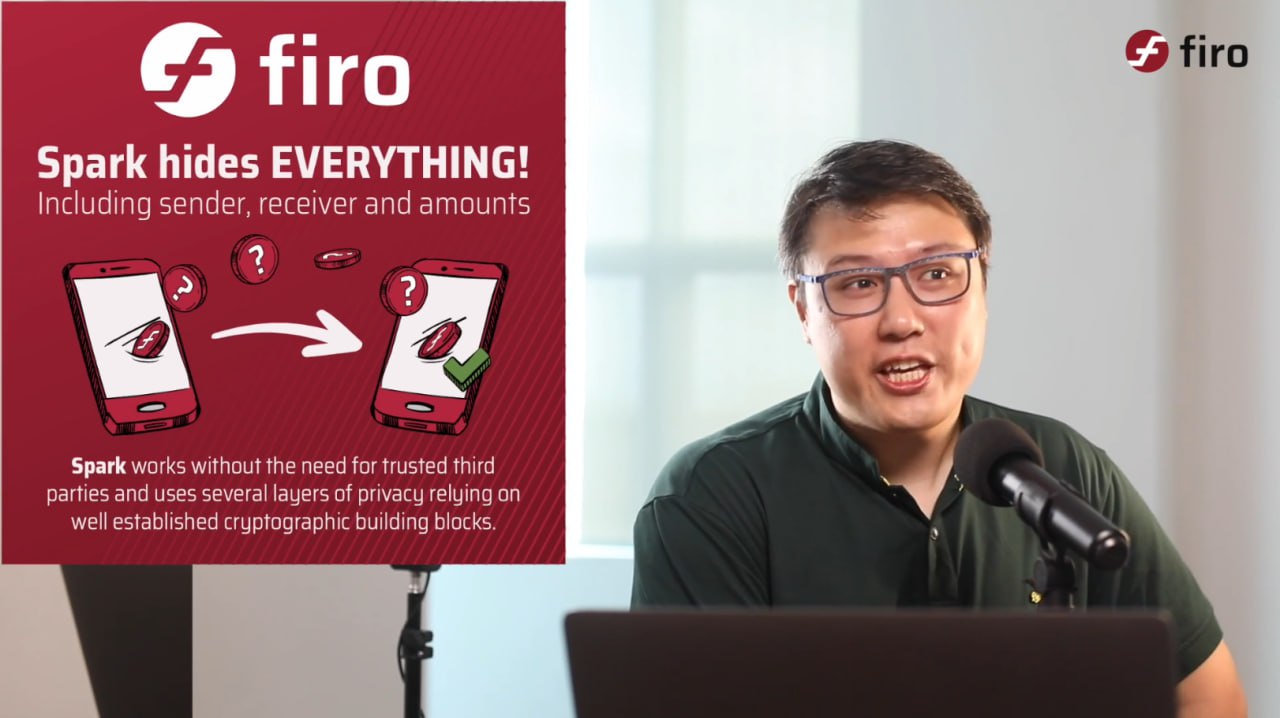 firo
Spark hides EVERYTHING!
Including sender, receiver and amounts
?
?
?
Spark works without the need for trusted third
parties and uses several layers of privacy relying on
well established cryptographic building blocks.
firo